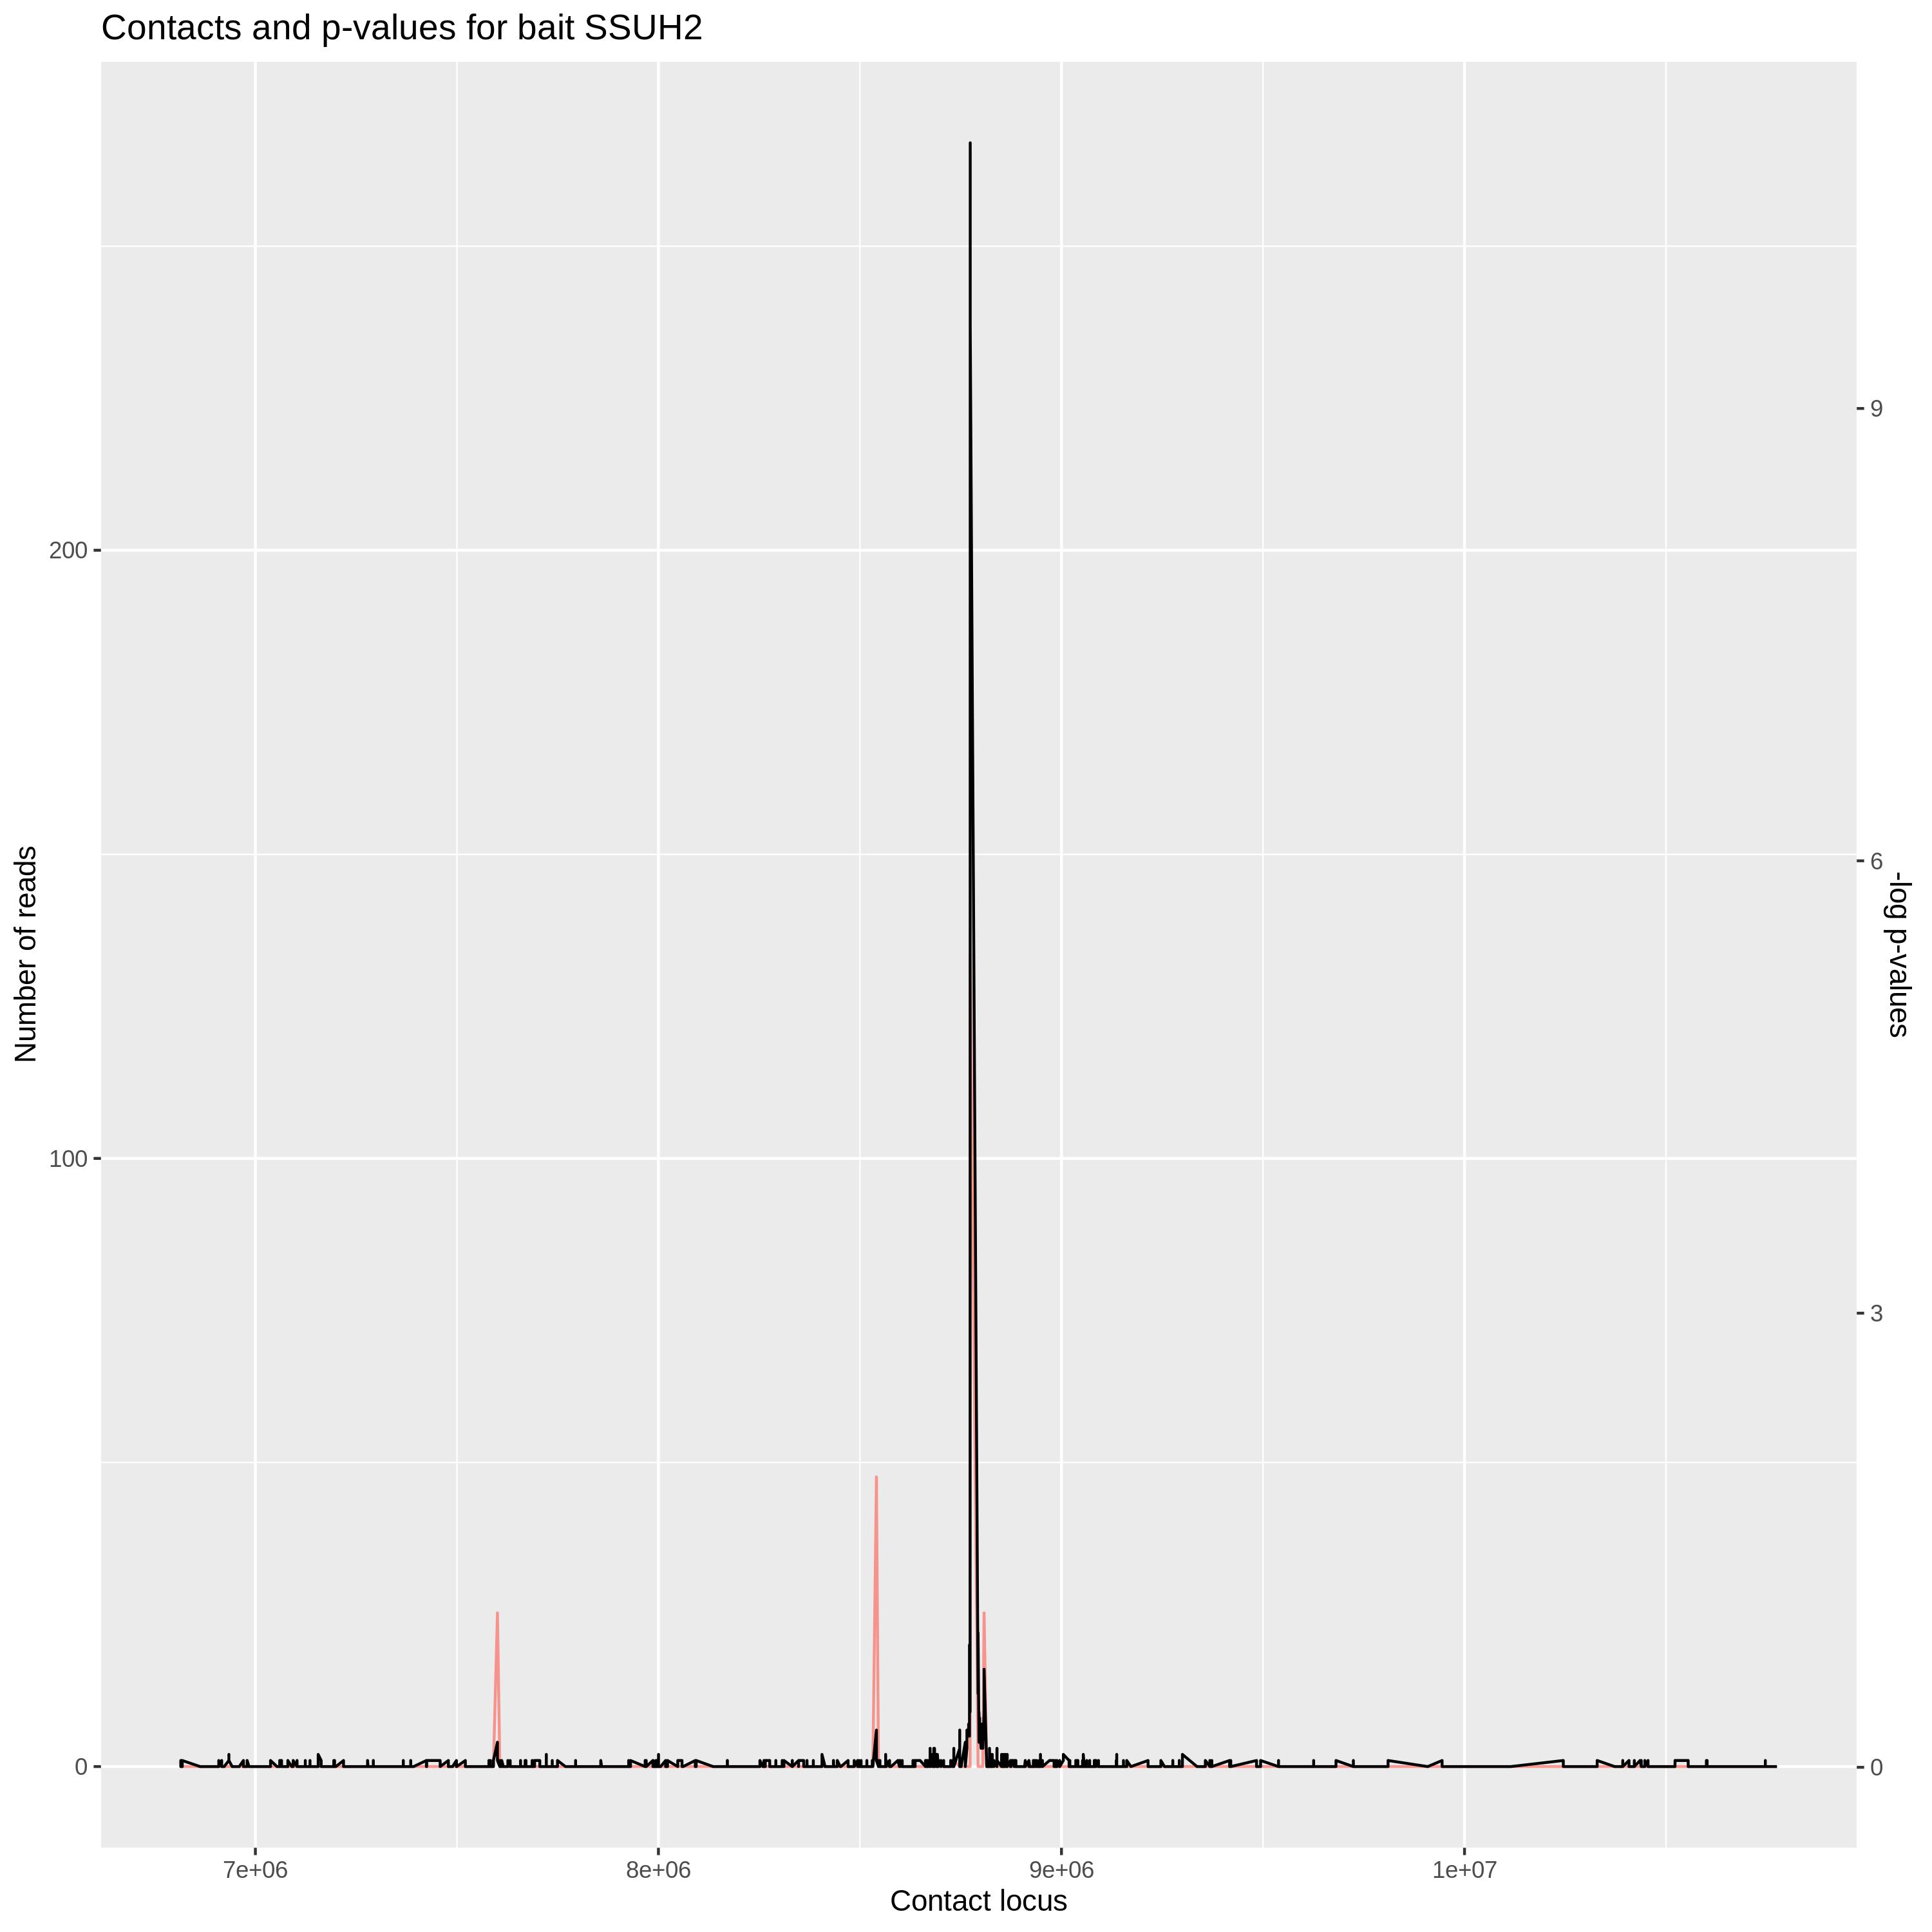 Contacts and p-values for bait SSUH2
Number of reads
200
100
0
9
6
3
0
-log p-values
7e+06
8e+06
9e+06
1e+07
Contact locus